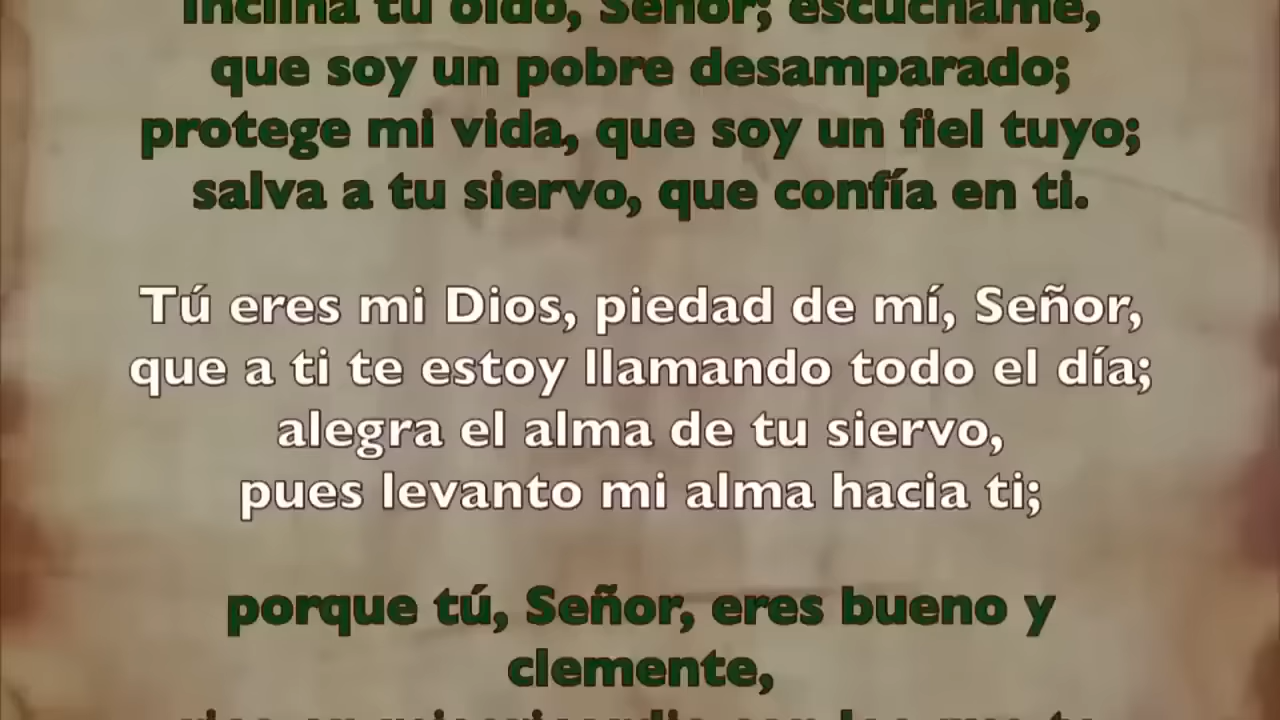 Inclina tu oído, Señor; escúchame,
que soy un pobre desamparado;
protege mi vida, que soy un fiel tuyo;
salva a tu siervo, que confía en ti.
Tú eres mi Dios, piedad de mí, Señor,
que a ti te estoy llamando todo el día;
alegra el alma de tu siervo,
pues levanto mi alma hacia ti;
porque tú, Señor, eres bueno y
clemente,